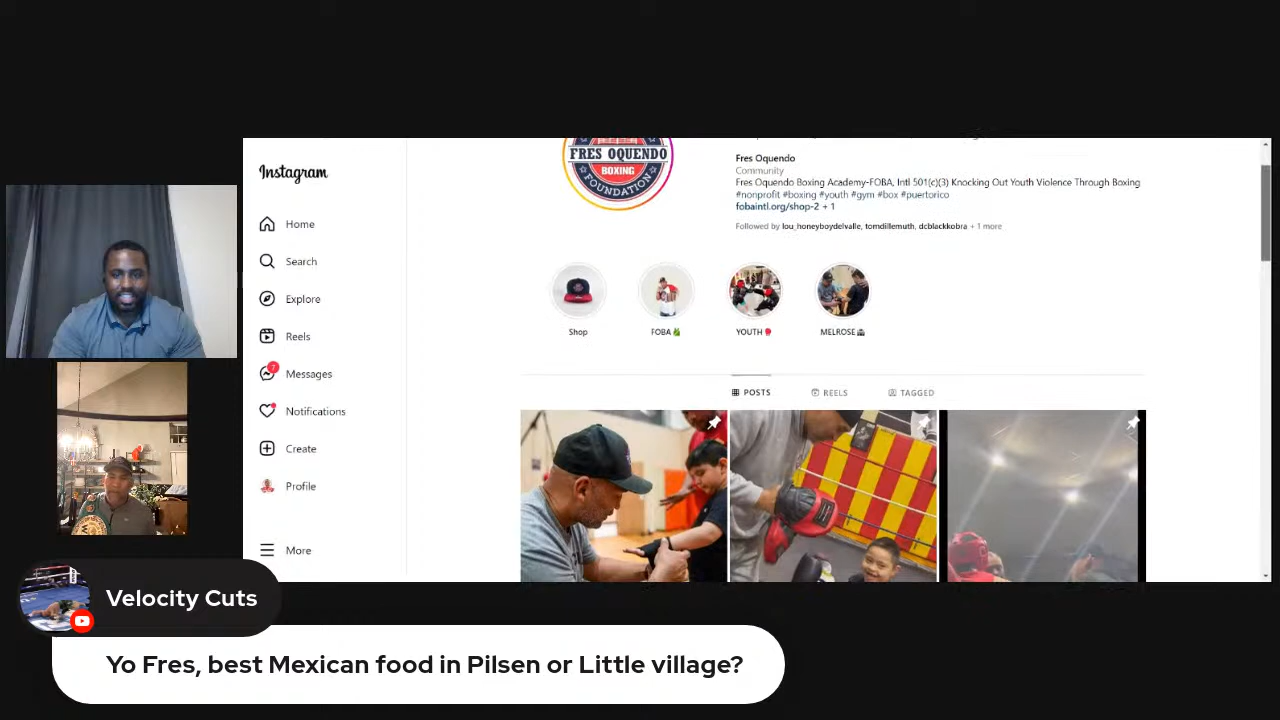 FRES OQUENDO
BOXING
FOUNDATION
Fres Oquendo
Community
Fres Oquendo Boxing Academy-FOBA, Intl 501(c)(3) Knocking Out Youth Violence Through Boxing
#nonprofit #boxing #youth #gym #box #puertorico
fobaintl.org/shop-2 + 1
Followed by lou_honeyboydelvalle, tomdillemuth, dcblackkobra + 1 more
Instagram
Home
Search
Explore
Reels
7
Messages
Notifications
Create
Profile
More
Shop
FOBA
YOUTH
MELROSE
POSTS
REELS
TAGGED
Velocity Cuts
Yo Fres, best Mexican food in Pilsen or Little village?